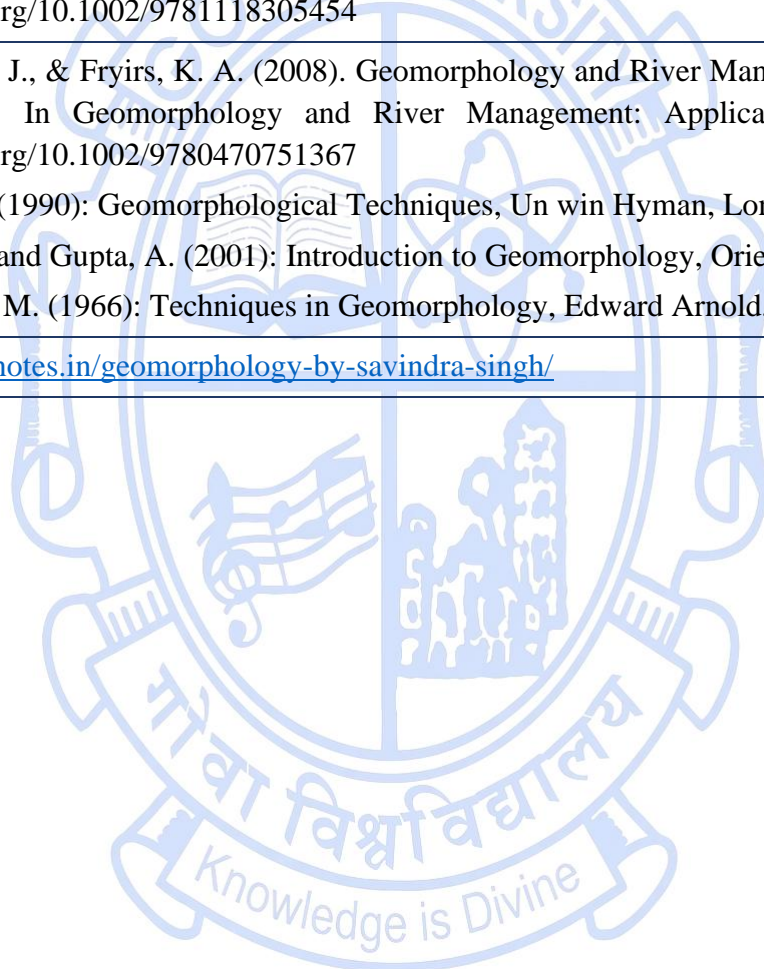 rg/10.1002/9781118305454
J., & Fryirs, K. A. (2008). Geomorphology and River Man
In Geomorphology and River Management: Applica
rg/10.1002/9780470751367
(1990): Geomorphological Techniques, Un win Hyman, Lon
and Gupta, A. (2001): Introduction to Geomorphology, Orie
M. (1966): Techniques in Geomorphology, Edward Arnold
notes.in/geomorphology-by-savindra-singh/
गोंवा विश्वविद्यालय
Knowledge is Divine